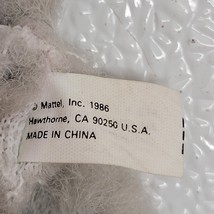 © Mattel, Inc. 1986
Hawthorne, CA 90250 U.S.A.
MADE IN CHINA